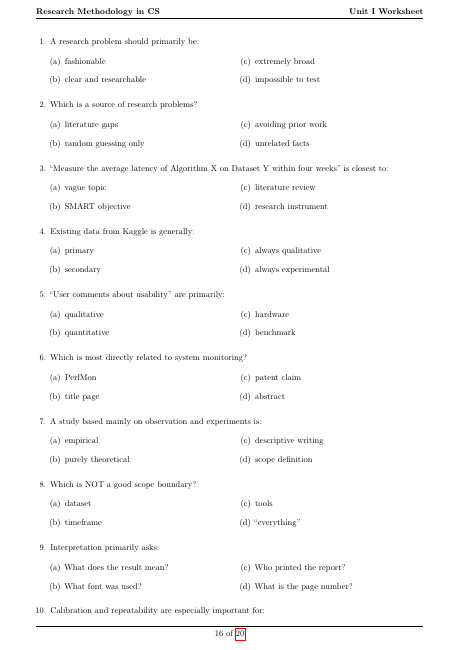 Research Methodology in CS Unit I Worksheet
1. A research problem should primarily be:
(a) fashionable (c) extremely broad
(b) clear and researchable (d) impossible to test
2. Which is a source of research problems?
(a) literature gaps (c) avoiding prior work
(b) random guessing only (d) unrelated facts
3. “Measure the average latency of Algorithm X on Dataset Y within four weeks” is closest to:
(a) vague topic (c) literature review
(b) SMART objective (d) research instrument
4. Existing data from Kaggle is generally:
(a) primary (c) always qualitative
(b) secondary (d) always experimental
5. “User comments about usability” are primarily:
(a) qualitative (c) hardware
(b) quantitative (d) benchmark
6. Which is most directly related to system monitoring?
(a) PerfMon (c) patent claim
(b) title page (d) abstract
7. A study based mainly on observation and experiments is:
(a) empirical (c) descriptive writing
(b) purely theoretical (d) scope definition
8. Which is NOT a good scope boundary?
(a) dataset (c) tools
(b) timeframe (d) “everything”
9. Interpretation primarily asks:
(a) What does the result mean? (c) Who printed the report?
(b) What font was used? (d) What is the page number?
10. Calibration and repeatability are especially important for:
16 of 20